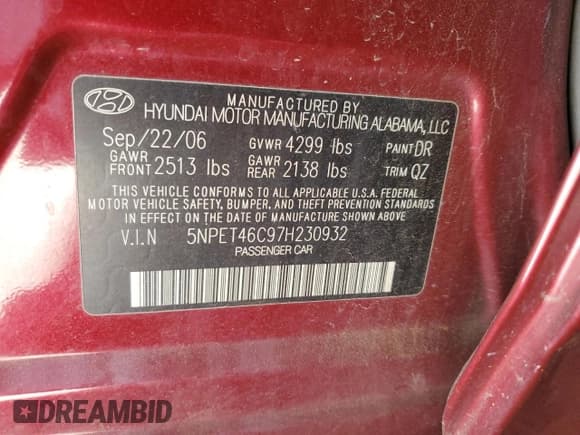 MANUFACTURED BY
HYUNDAI MOTOR MANUFACTURING ALABAMA, LLC
Sep/22/06 GVWR 4299 lbs PAINT DR
GAWR FRONT 2513 lbs GAWR REAR 2138 lbs TRIM QZ
THIS VEHICLE CONFORMS TO ALL APPLICABLE U.S.A. FEDERAL
MOTOR VEHICLE SAFETY, BUMPER, AND THEFT PREVENTION STANDARDS
IN EFFECT ON THE DATE OF MANUFACTURE SHOWN ABOVE
V.I.N 5NPET46C97H230932
PASSENGER CAR
DREAMBID